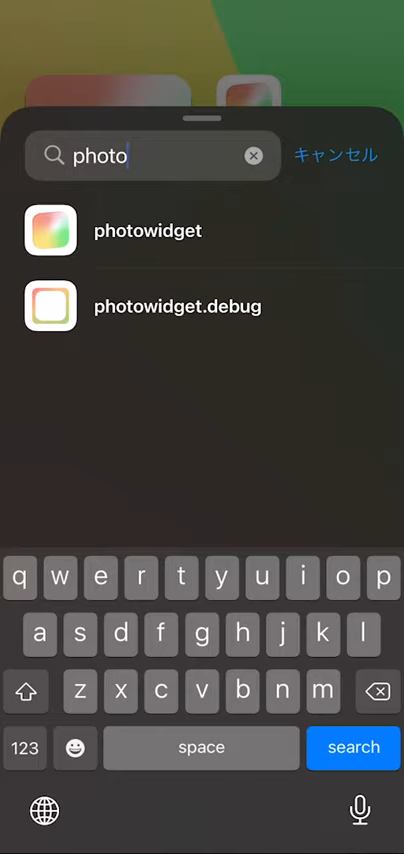 photo
キャンセル
photowidget
photowidget.debug
q w e r t y u i o p
a s d f g h j k l
z x c v b n m
123 space search